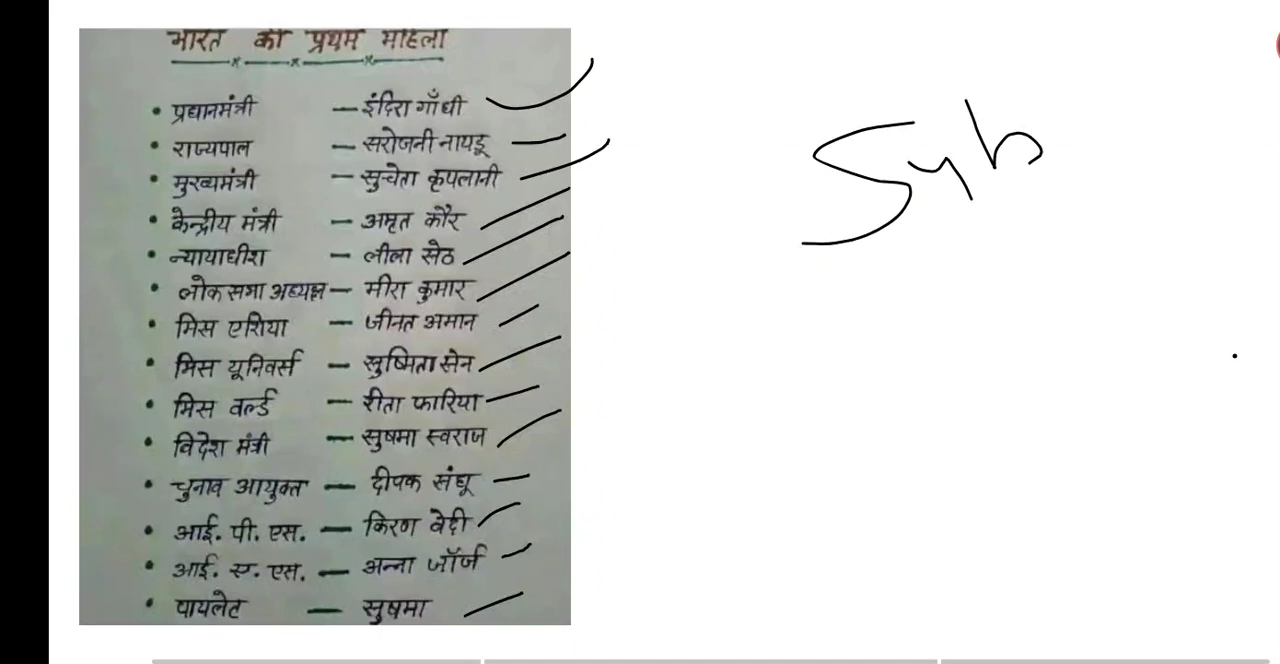 भारत की प्रथम महिला
• प्रधानमंत्री — इंदिरा गाँधी
• राज्यपाल — सरोजनी नायडू
• मुख्यमंत्री — सुचेता कृपलानी
• केन्द्रीय मंत्री — अमृत कौर
• न्यायाधीश — लीला सेठ
• लोकसभा अध्यक्ष — मीरा कुमार
• मिस एशिया — जीनत अमान
• मिस यूनिवर्स — सुष्मिता सेन
• मिस वर्ल्ड — रीता फारिया
• विदेश मंत्री — सुषमा स्वराज
• चुनाव आयुक्त — दीपक संघू
• आई. पी. एस. — किरण वेदी
• आई. ए. एस. — अन्ना जॉर्ज
• पायलेट — सुषमा